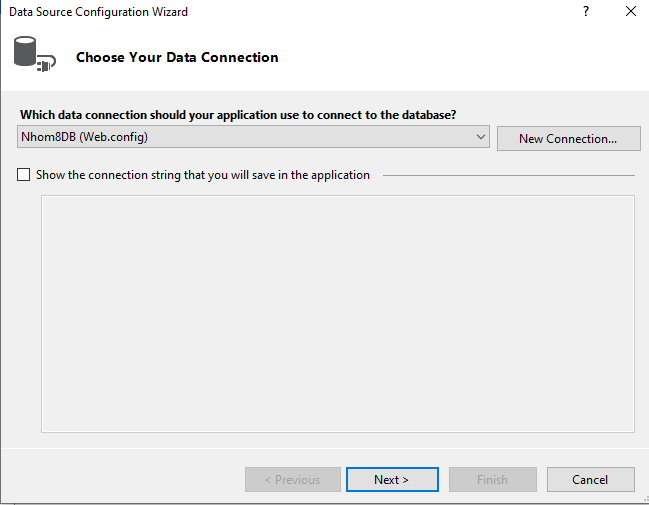 Data Source Configuration Wizard
?
Choose Your Data Connection
Which data connection should your application use to connect to the database?
Nhom8DB (Web.config)
New Connection...
Show the connection string that you will save in the application
< Previous
Next >
Finish
Cancel